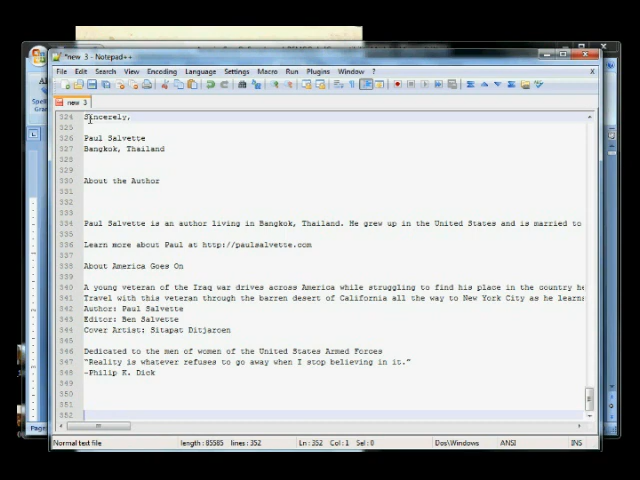 *new 3 - Notepad++
File Edit Search View Encoding Language Settings Macro Run Plugins Window ? X
new 3
324 Sincerely,
325
326 Paul Salvette
327 Bangkok, Thailand
328
329
330 About the Author
331
332
333
334 Paul Salvette is an author living in Bangkok, Thailand. He grew up in the United States and is married to
335
336 Learn more about Paul at http://paulsalvette.com
337
338 About America Goes On
339
340 A young veteran of the Iraq war drives across America while struggling to find his place in the country he
341 Travel with this veteran through the barren desert of California all the way to New York City as he learns
342 Author: Paul Salvette
343 Editor: Ben Salvette
344 Cover Artist: Sitapat Ditjaroen
345
346 Dedicated to the men of women of the United States Armed Forces
347 “Reality is whatever refuses to go away when I stop believing in it.”
348 -Philip K. Dick
349
350
351
352
Normal text file length : 85585 lines : 352 Ln : 352 Col : 1 Sel : 0 Dos\Windows ANSI INS